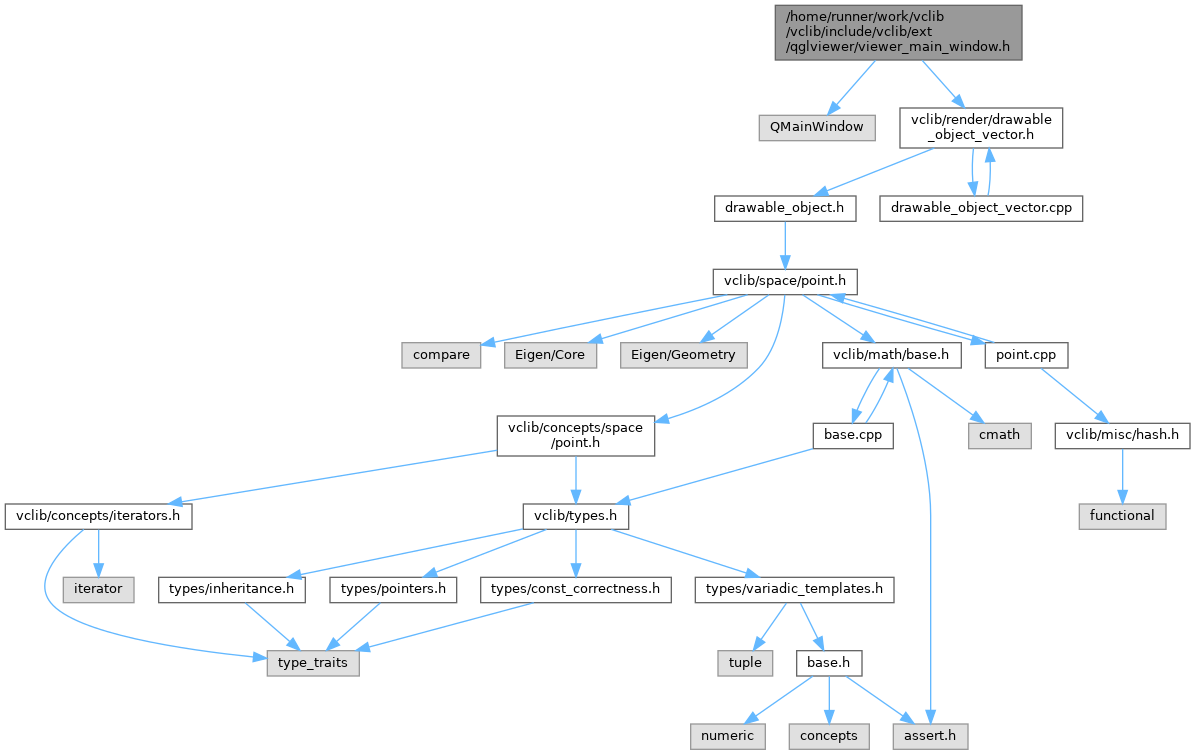 /home/runner/work/vclib
/vclib/include/vclib/ext
/qglviewer/viewer_main_window.h
QMainWindow
vclib/render/drawable
_object_vector.h
drawable_object.h
drawable_object_vector.cpp
vclib/space/point.h
compare
Eigen/Core
Eigen/Geometry
vclib/math/base.h
point.cpp
vclib/concepts/space
/point.h
base.cpp
cmath
vclib/misc/hash.h
vclib/concepts/iterators.h
vclib/types.h
functional
iterator
types/inheritance.h
types/pointers.h
types/const_correctness.h
types/variadic_templates.h
type_traits
tuple
base.h
numeric
concepts
assert.h